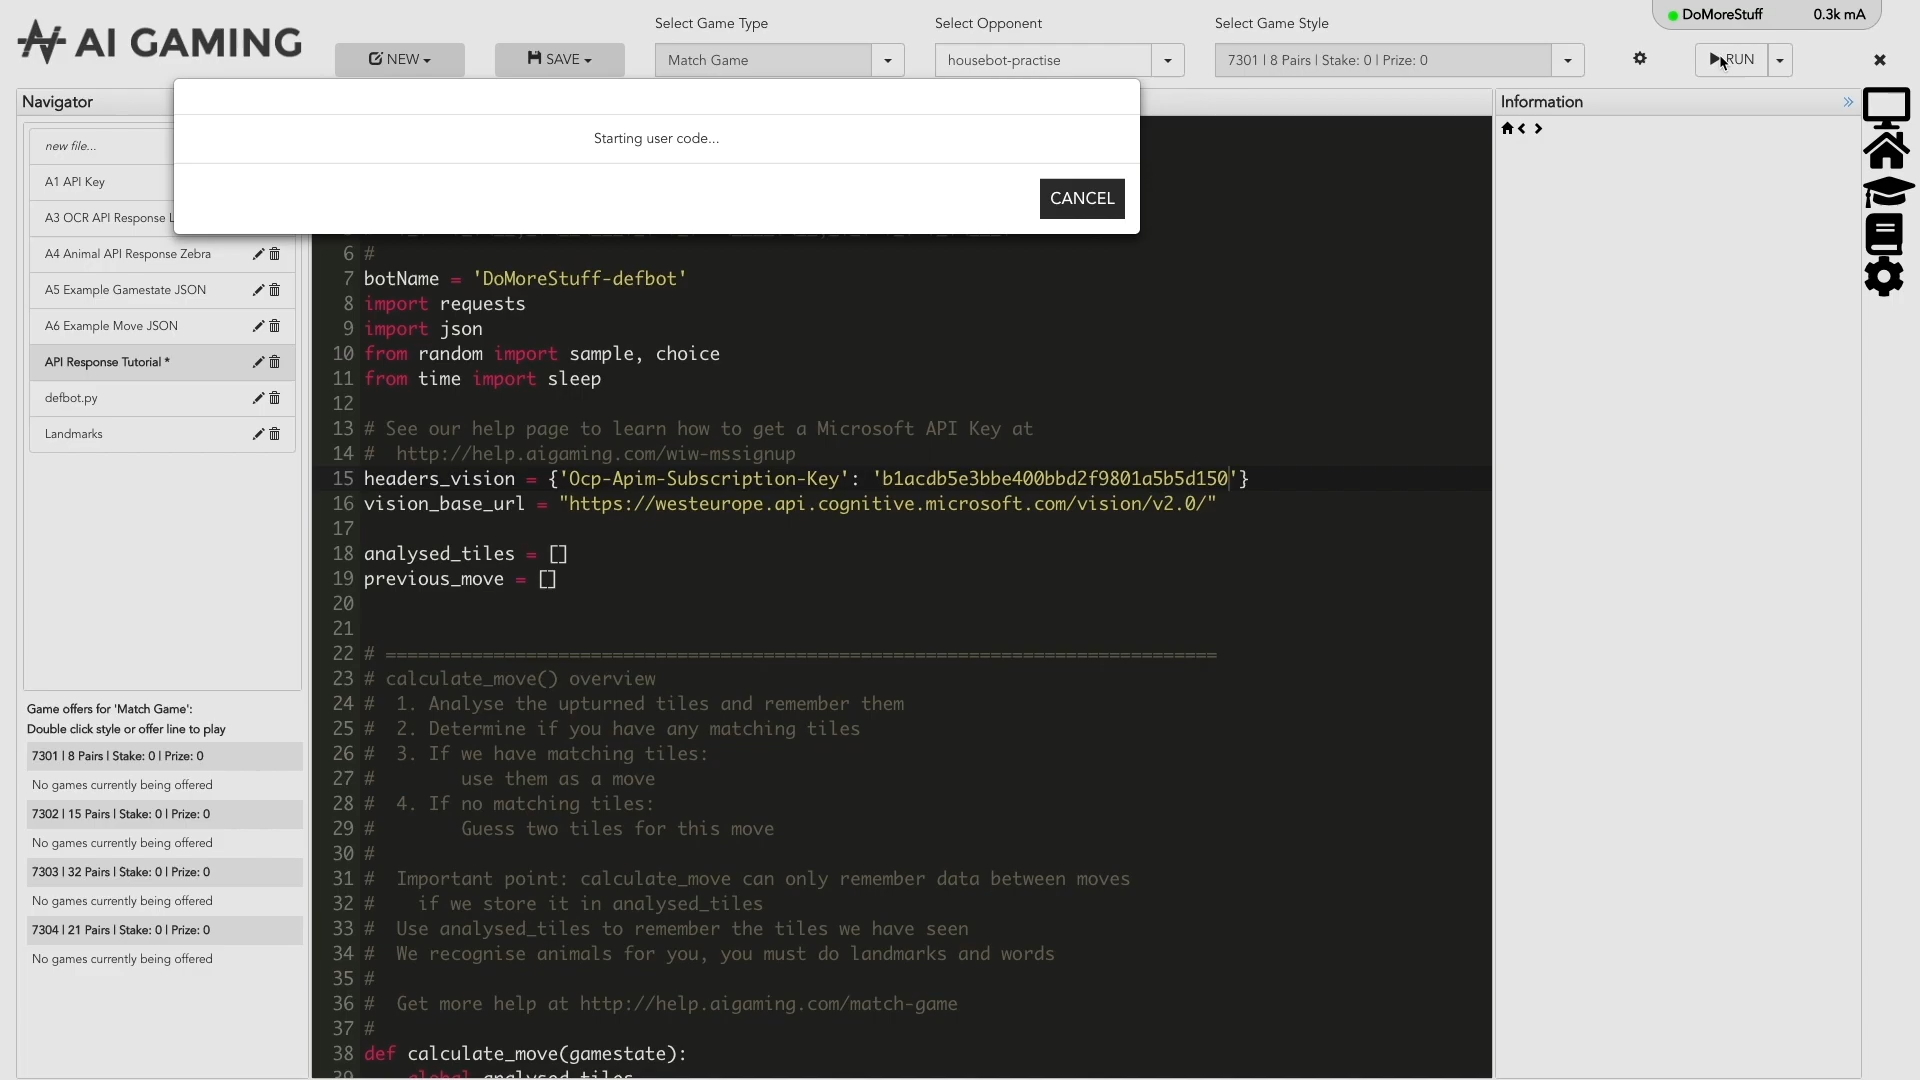 AI GAMING
NEW
SAVE
Select Game Type
Match Game
Select Opponent
housebot-practise
Select Game Style
7301 | 8 Pairs | Stake: 0 | Prize: 0
DoMoreStuff 0.3k mA
RUN
Navigator
Information
Starting user code...
CANCEL
new file...
A1 API Key
A3 OCR API Response L
A4 Animal API Response Zebra
A5 Example Gamestate JSON
A6 Example Move JSON
API Response Tutorial *
defbot.py
Landmarks
Game offers for 'Match Game':
Double click style or offer line to play
7301 | 8 Pairs | Stake: 0 | Prize: 0
No games currently being offered
7302 | 15 Pairs | Stake: 0 | Prize: 0
No games currently being offered
7303 | 32 Pairs | Stake: 0 | Prize: 0
No games currently being offered
7304 | 21 Pairs | Stake: 0 | Prize: 0
No games currently being offered
6 #
7 botName = 'DoMoreStuff-defbot'
8 import requests
9 import json
10 from random import sample, choice
11 from time import sleep
12
13 # See our help page to learn how to get a Microsoft API Key at
14 #  http://help.aigaming.com/wiw-mssignup
15 headers_vision = {'Ocp-Apim-Subscription-Key': 'b1acdb5e3bbe400bbd2f9801a5b5d150'}
16 vision_base_url = "https://westeurope.api.cognitive.microsoft.com/vision/v2.0/"
17
18 analysed_tiles = []
19 previous_move = []
20
21
22 # =============================================================================
23 # calculate_move() overview
24 #  1. Analyse the upturned tiles and remember them
25 #  2. Determine if you have any matching tiles
26 #  3. If we have matching tiles:
27 #        use them as a move
28 #  4. If no matching tiles:
29 #        Guess two tiles for this move
30 #
31 #  Important point: calculate_move can only remember data between moves
32 #    if we store it in analysed_tiles
33 #  Use analysed_tiles to remember the tiles we have seen
34 #  We recognise animals for you, you must do landmarks and words
35 #
36 #  Get more help at http://help.aigaming.com/match-game
37 #
38 def calculate_move(gamestate):
39     global analysed_tiles